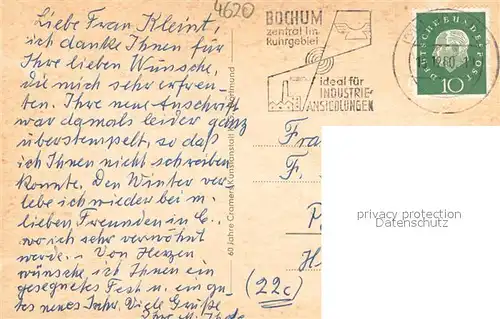 4620
Liebe Frau Kleint,
ich dankte Ihnen für
Ihre lieben Wünsche,
die mich sehr erfreu-
ten. Ihre neue Anschrift
war damals leider ganz
überstempelt, so daß
ich Ihnen nicht schreiben
konnte. Den Winter ver-
lebe ich wieder bei m.
lieben Freunden in
wo ich sehr verwöhnt
werde. - Von Herzen
wünsche ich Ihnen ein
gesegnetes Fest u. ein gu-
tes neues Jahr. Viele Grüße
Ihre M.
60 Jahre Cramers Kunstanstalt Dortmund
BOCHUM
zentral im
ruhrgebiet
ideal für
INDUSTRIE-
ANSIEDLUNGEN
DEUTSCHE BUNDESPOST
10
Fra
F.
H
(22c)
privacy protection
Datenschutz